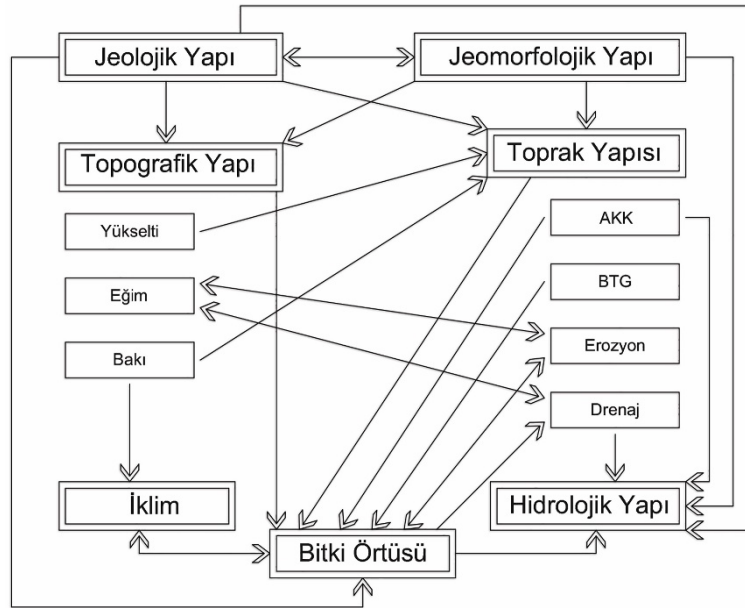 Jeolojik Yapı
Jeomorfolojik Yapı
Topografik Yapı
Toprak Yapısı
Yükselti
AKK
Eğim
BTG
Bakı
Erozyon
Drenaj
İklim
Hidrolojik Yapı
Bitki Örtüsü